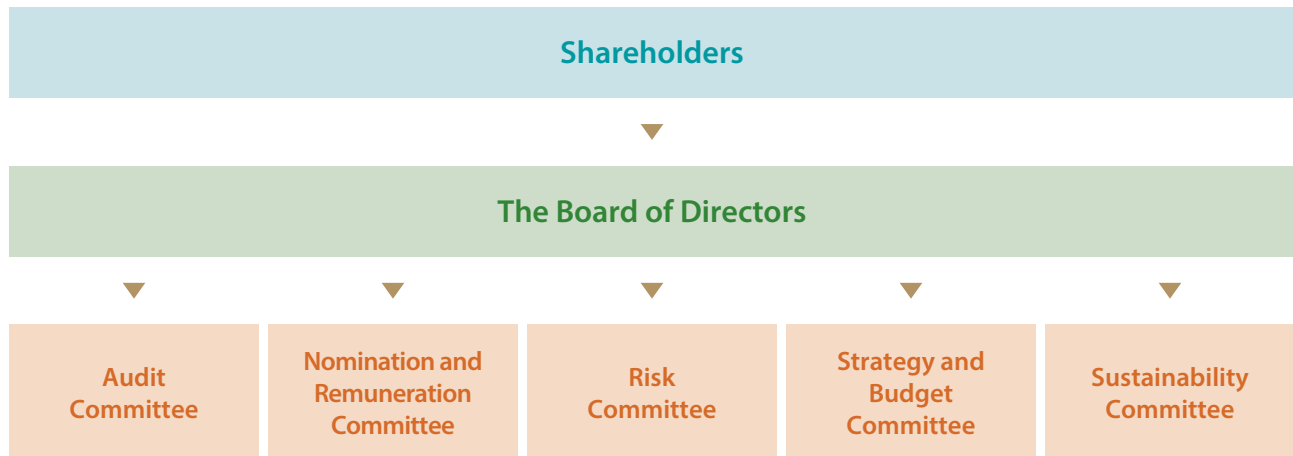 Shareholders
The Board of Directors
Audit
Committee
Nomination and
Remuneration
Committee
Risk
Committee
Strategy and
Budget
Committee
Sustainability
Committee